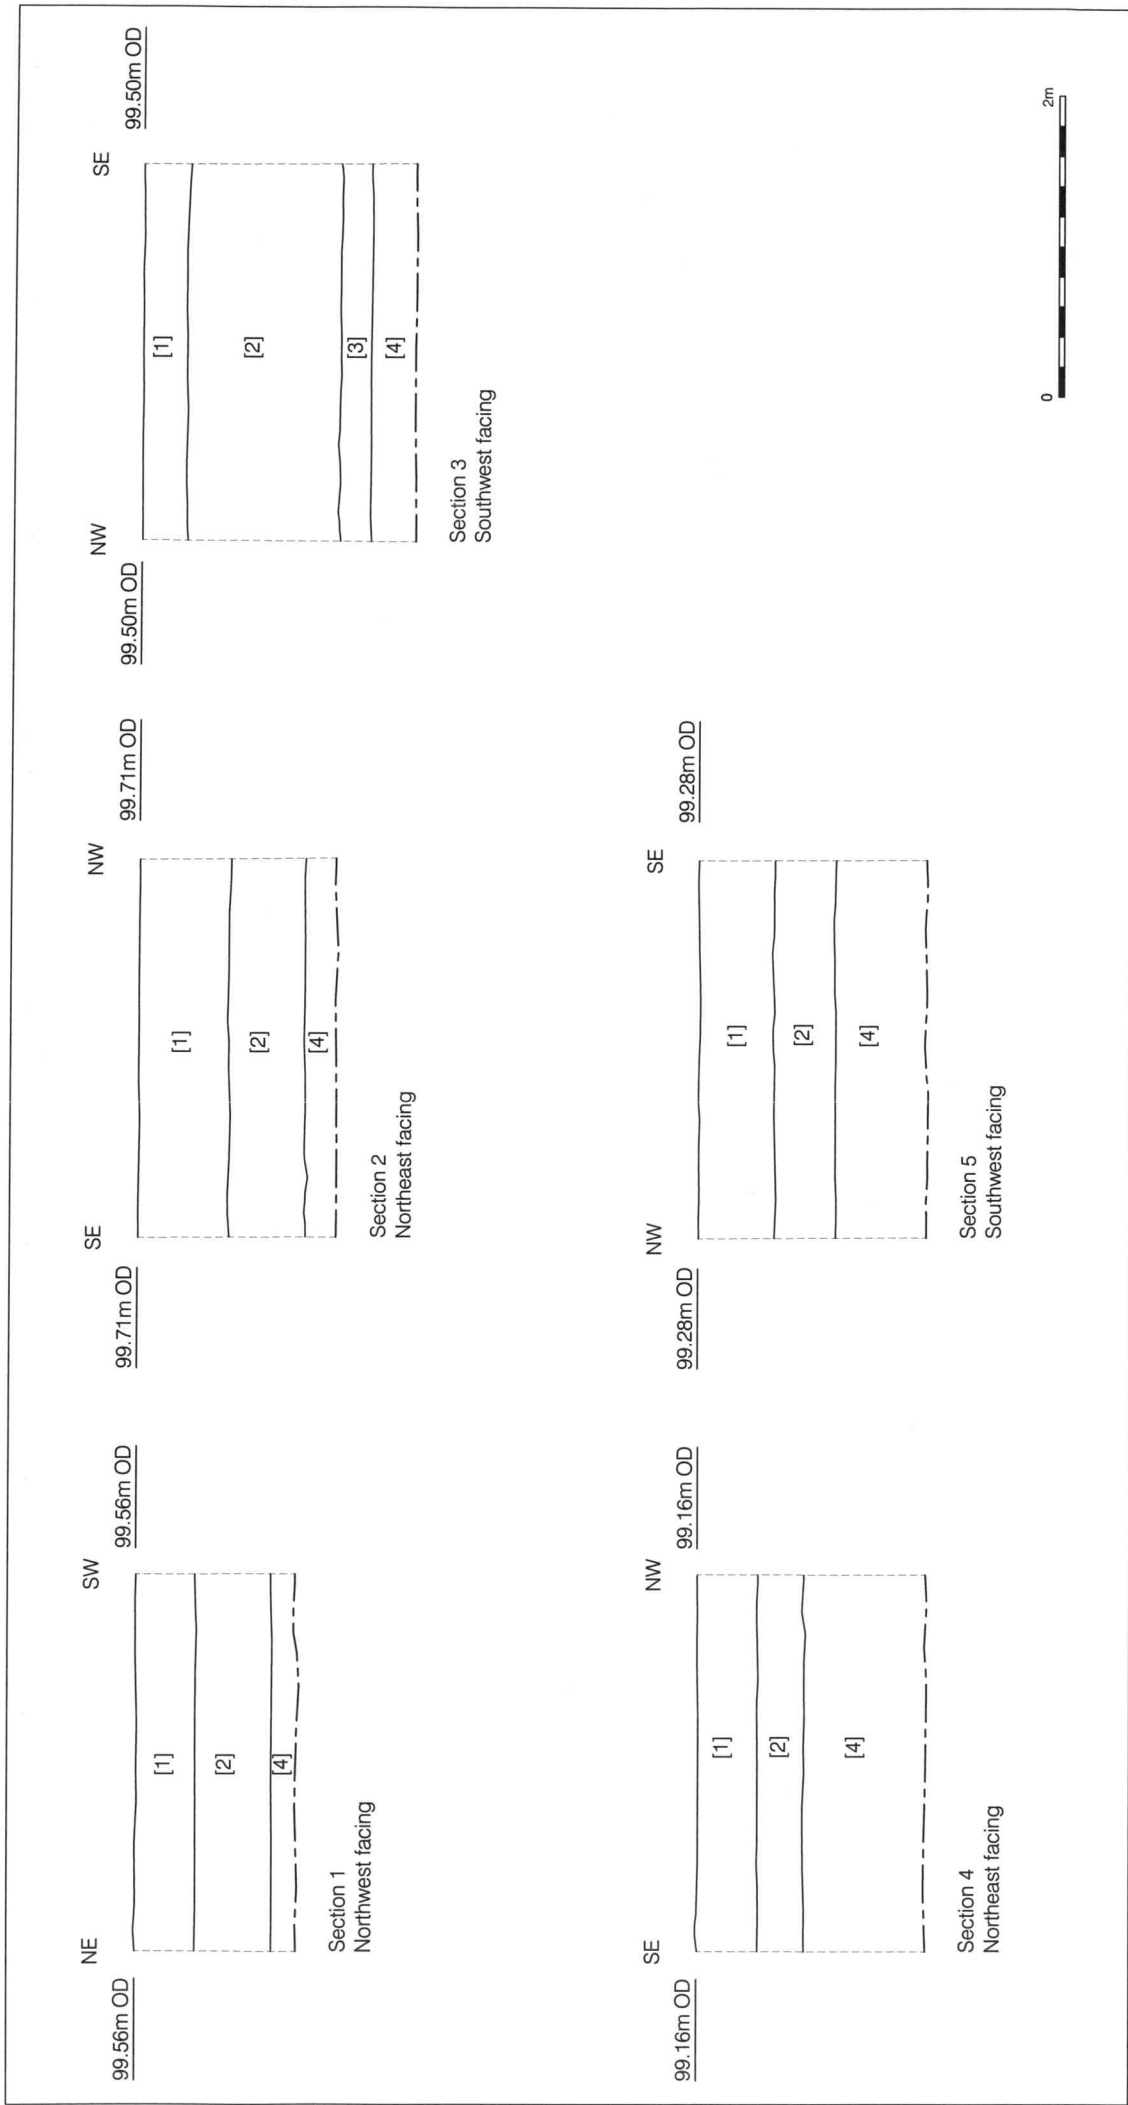 NE
SW
99.56m OD
99.56m OD
[1]
[2]
[4]
Section 1
Northwest facing
SE
NW
99.71m OD
99.71m OD
[1]
[2]
[4]
Section 2
Northeast facing
NW
SE
99.50m OD
99.50m OD
[1]
[2]
[3]
[4]
Section 3
Southwest facing
SE
NW
99.16m OD
99.16m OD
[1]
[2]
[4]
Section 4
Northeast facing
NW
SE
99.28m OD
99.28m OD
[1]
[2]
[4]
Section 5
Southwest facing
0
2m